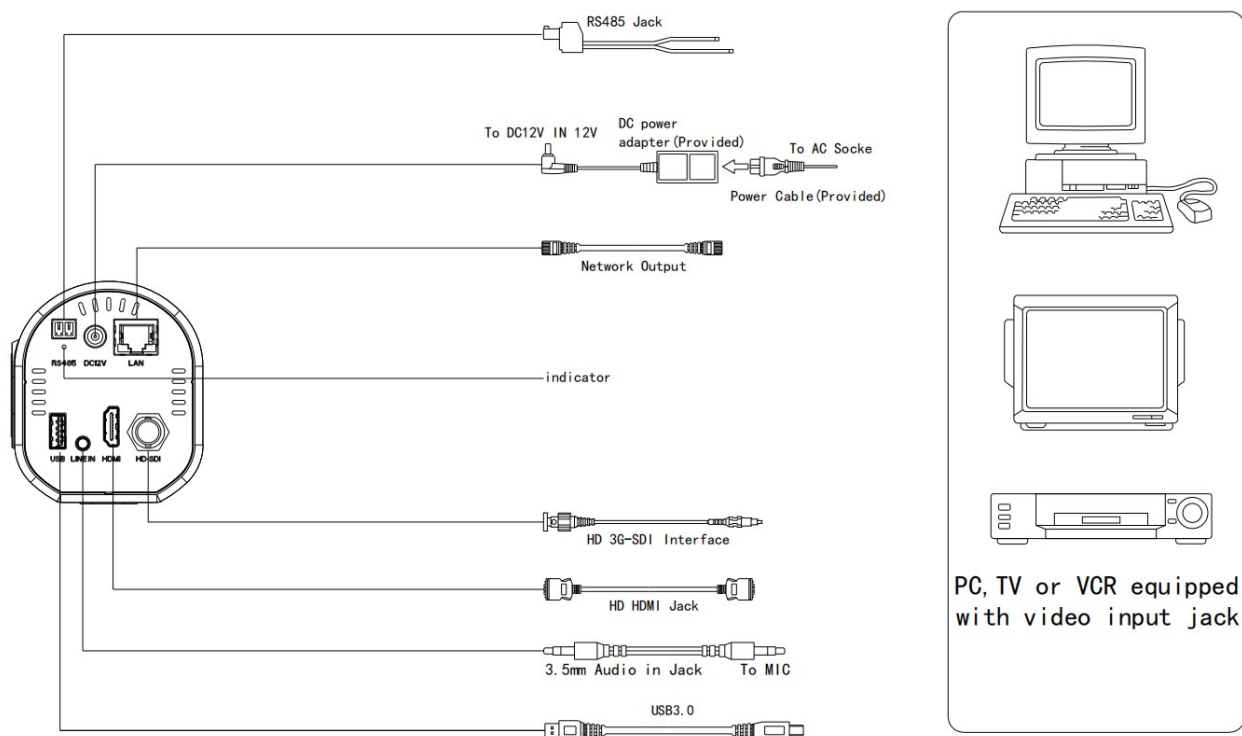 RS485 Jack
To DC12V IN 12V
DC power
adapter(Provided)
To AC Socke
Power Cable(Provided)
Network Output
RS485 DC12V LAN
indicator
USB LINE IN HDMI HD-SDI
HD 3G-SDI Interface
HD HDMI Jack
3.5mm Audio in Jack To MIC
USB3.0
PC,TV or VCR equipped
with video input jack